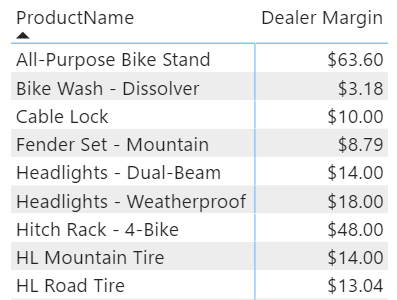 ProductName Dealer Margin
All-Purpose Bike Stand $63.60
Bike Wash - Dissolver $3.18
Cable Lock $10.00
Fender Set - Mountain $8.79
Headlights - Dual-Beam $14.00
Headlights - Weatherproof $18.00
Hitch Rack - 4-Bike $48.00
HL Mountain Tire $14.00
HL Road Tire $13.04